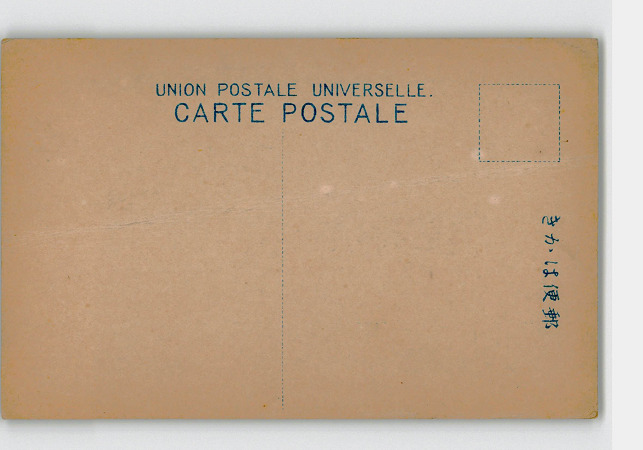 UNION POSTALE UNIVERSELLE.
CARTE POSTALE
郵便はかき